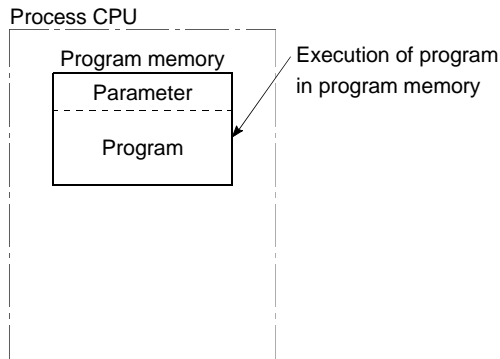 Process CPU
Program memory
Parameter
Program
Execution of program
in program memory